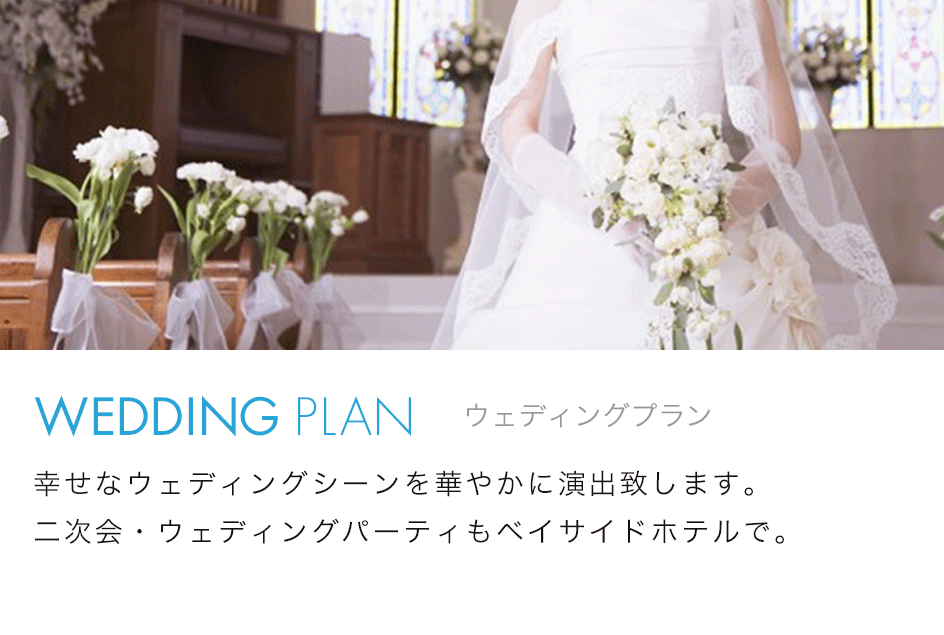 WEDDING PLAN ウェディングプラン
幸せなウェディングシーンを華やかに演出致します。
二次会・ウェディングパーティもベイサイドホテルで。